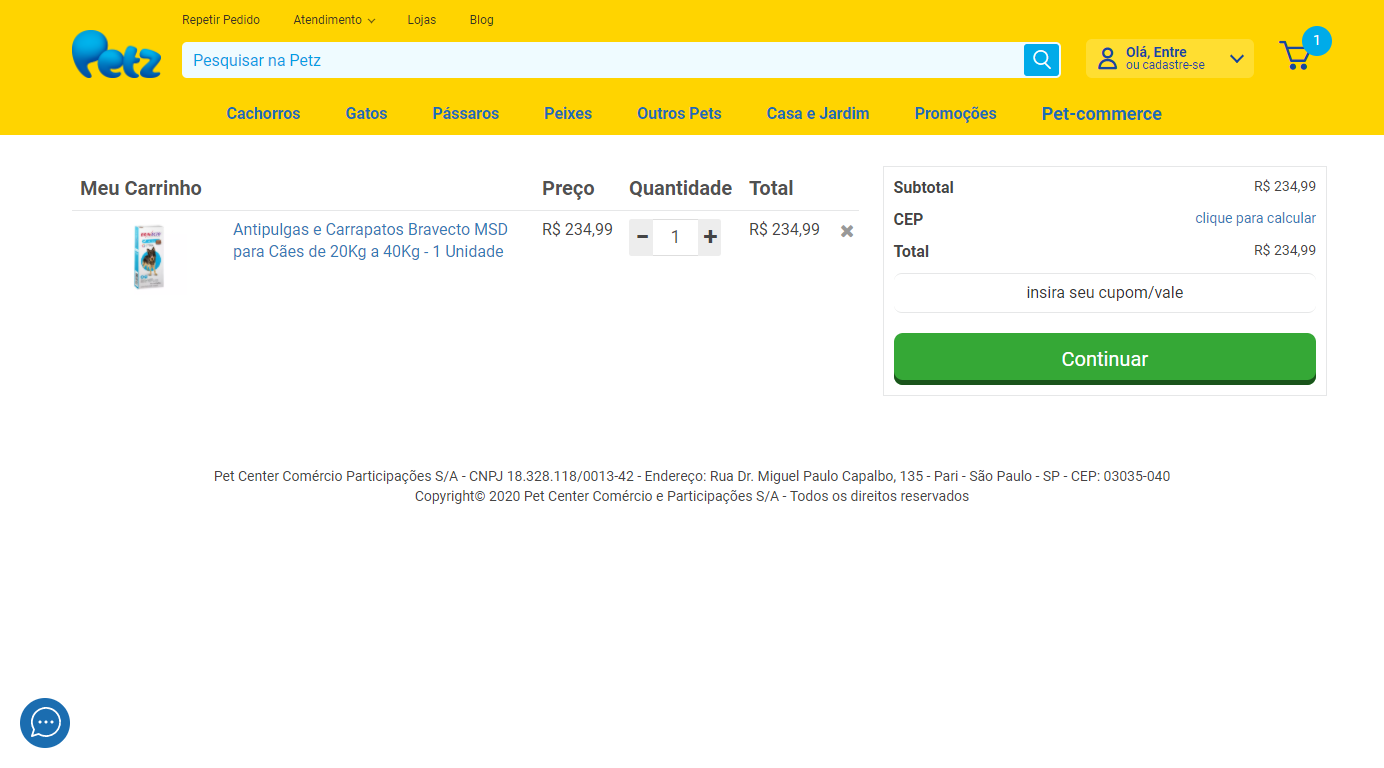 Repetir Pedido Atendimento Lojas Blog
Petz
Pesquisar na Petz
Olá, Entre
ou cadastre-se
1
Cachorros Gatos Pássaros Peixes Outros Pets Casa e Jardim Promoções Pet-commerce
Meu Carrinho Preço Quantidade Total
Antipulgas e Carrapatos Bravecto MSD
para Cães de 20Kg a 40Kg - 1 Unidade
R$ 234,99 − 1 + R$ 234,99 ✖
Subtotal R$ 234,99
CEP clique para calcular
Total R$ 234,99
insira seu cupom/vale
Continuar
Pet Center Comércio Participações S/A - CNPJ 18.328.118/0013-42 - Endereço: Rua Dr. Miguel Paulo Capalbo, 135 - Pari - São Paulo - SP - CEP: 03035-040
Copyright© 2020 Pet Center Comércio e Participações S/A - Todos os direitos reservados